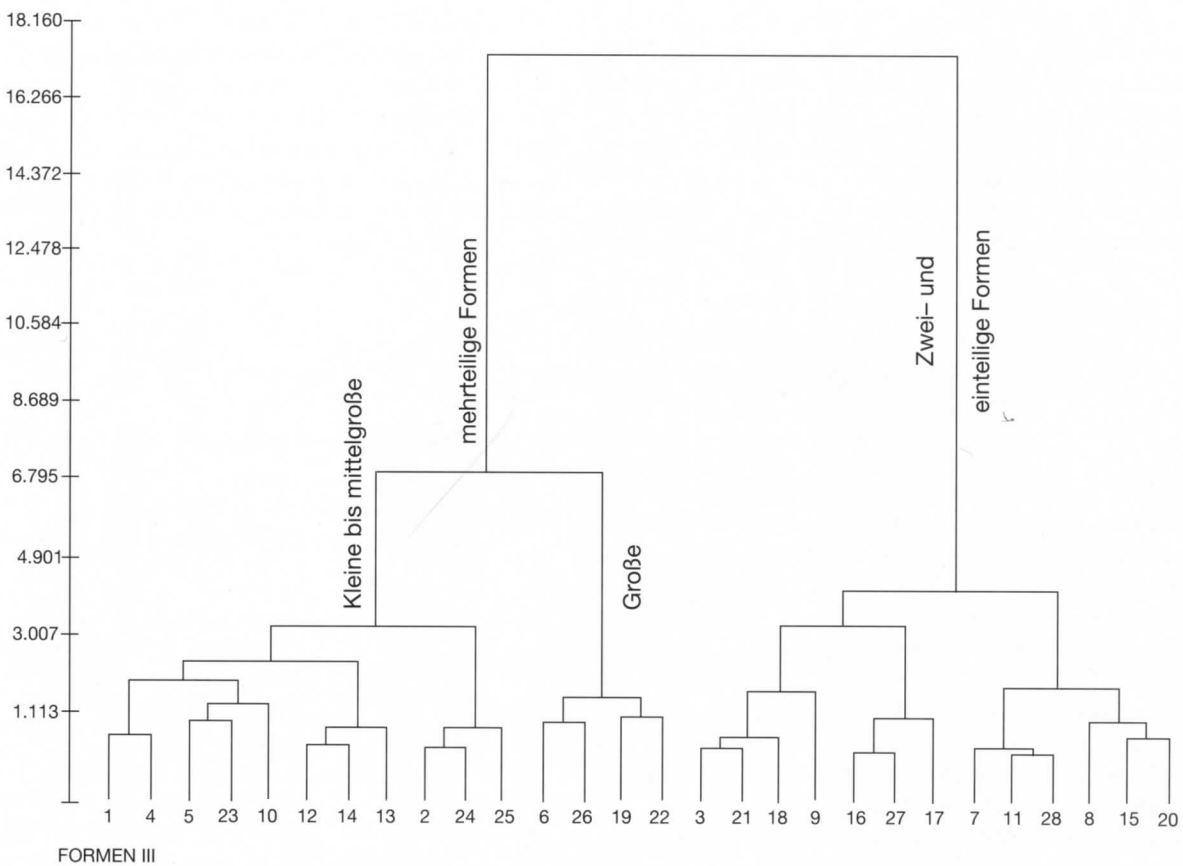 18.160
16.266
14.372
12.478
10.584
8.689
6.795
4.901
3.007
1.113
mehrteilige Formen
Kleine bis mittelgroße
Große
Zwei– und
einteilige Formen
1 4 5 23 10 12 14 13 2 24 25 6 26 19 22 3 21 18 9 16 27 17 7 11 28 8 15 20
FORMEN III